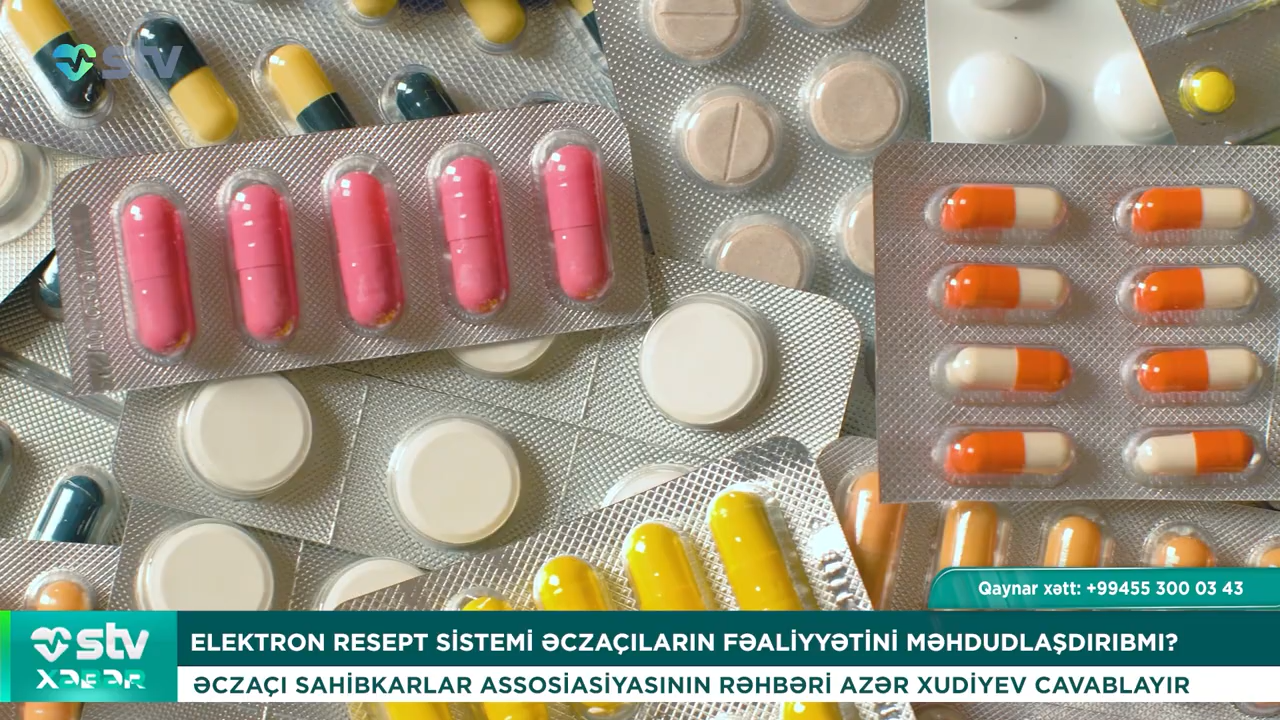 stv
Qaynar xətt: +99455 300 03 43
stv
XƏBƏR
ELEKTRON RESEPT SİSTEMİ ƏCZAÇILARIN FƏALİYYƏTİNİ MƏHDUDLAŞDIRIBMI?
ƏCZAÇI SAHİBKARLAR ASSOSİASİYASININ RƏHBƏRİ AZƏR XUDİYEV CAVABLAYIR